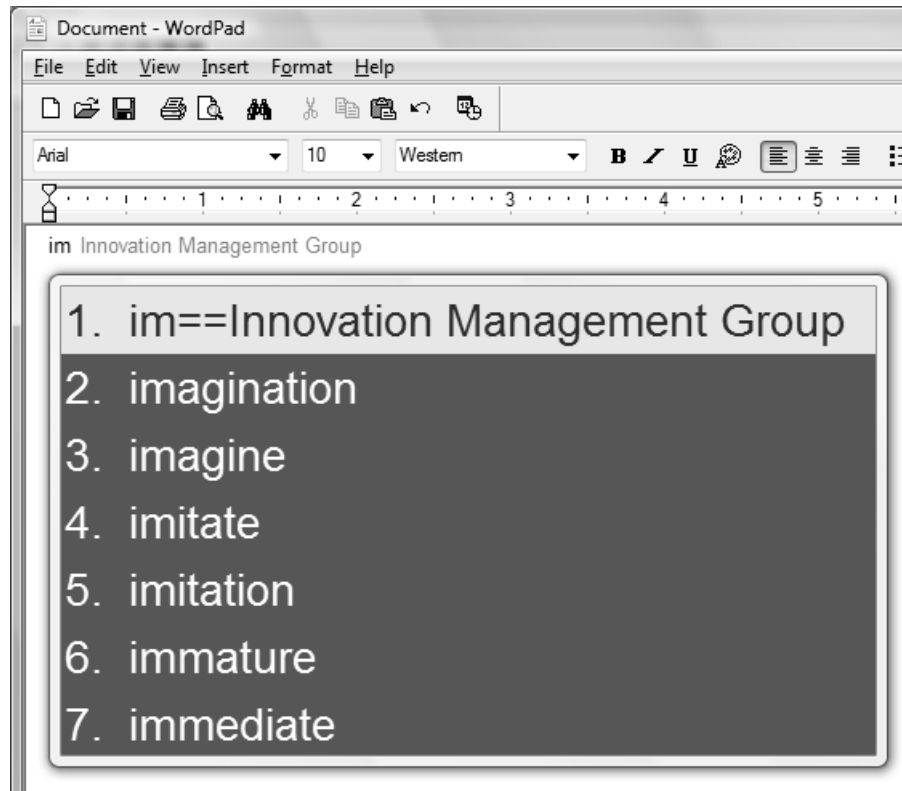 Document - WordPad
File Edit View Insert Format Help
Arial 10 Western B U
1 2 3 4 5
im Innovation Management Group
1. im==Innovation Management Group
2. imagination
3. imagine
4. imitate
5. imitation
6. immature
7. immediate